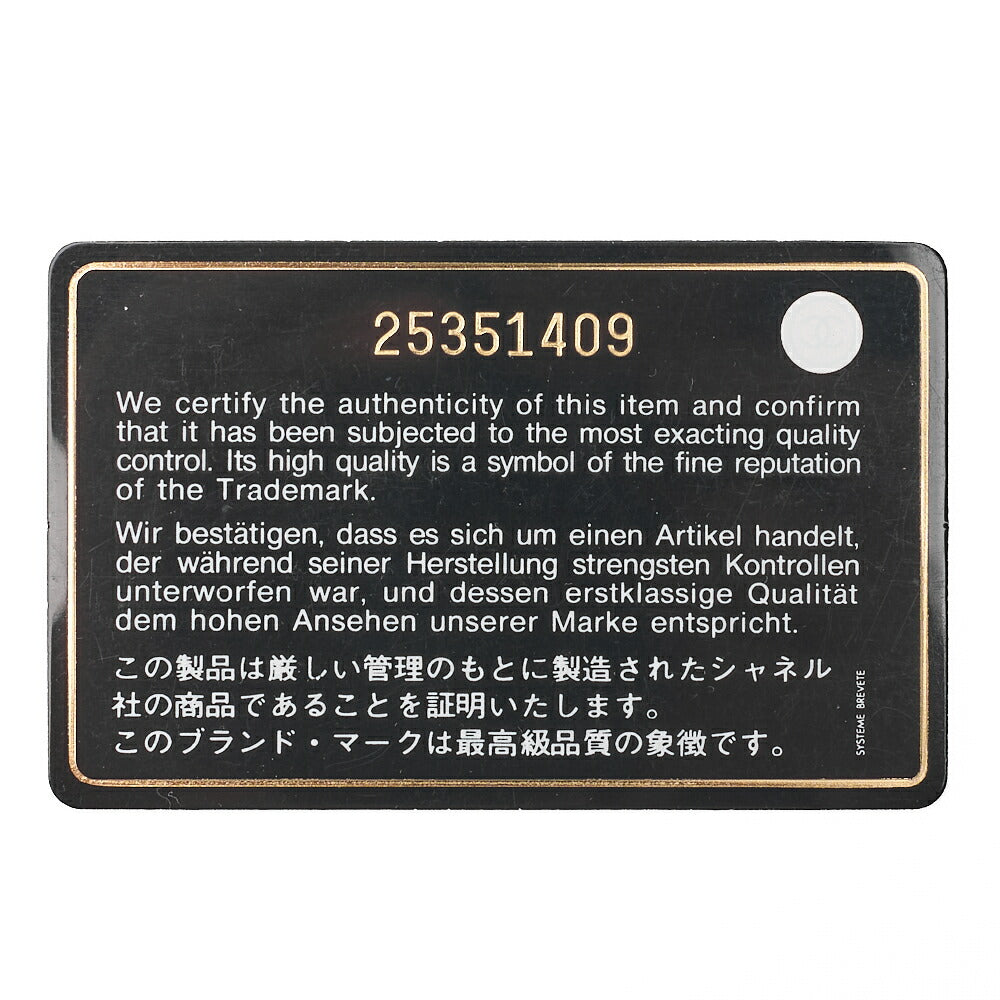 25351409
We certify the authenticity of this item and confirm
that it has been subjected to the most exacting quality
control. Its high quality is a symbol of the fine reputation
of the Trademark.
Wir bestätigen, dass es sich um einen Artikel handelt,
der während seiner Herstellung strengsten Kontrollen
unterworfen war, und dessen erstklassige Qualität
dem hohen Ansehen unserer Marke entspricht.
この製品は厳しい管理のもとに製造されたシャネル
社の商品であることを証明いたします。
このブランド・マークは最高級品質の象徴です。
SYSTEME BREVETE